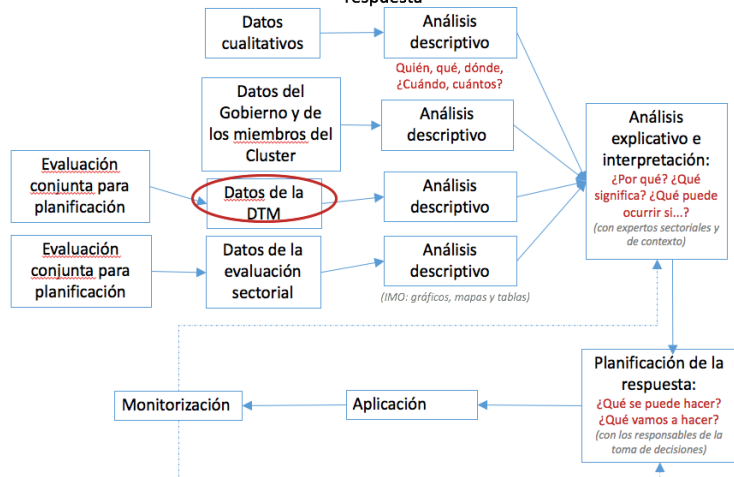 respuesta
Datos
cualitativos
Análisis
descriptivo
Quién, qué, dónde,
¿Cuándo, cuántos?
Datos del
Gobierno y de
los miembros del
Cluster
Análisis
descriptivo
Análisis
explicativo e
interpretación:
¿Por qué? ¿Qué
significa? ¿Qué puede
ocurrir si...?
(con expertos sectoriales y
de contexto)
Evaluación
conjunta para
planificación
Datos de la
DTM
Análisis
descriptivo
Evaluación
conjunta para
planificación
Datos de la
evaluación
sectorial
Análisis
descriptivo
(IMO: gráficos, mapas y tablas)
Planificación de la
respuesta:
¿Qué se puede hacer?
¿Qué vamos a hacer?
(con los responsables de la
toma de decisiones)
Aplicación
Monitorización